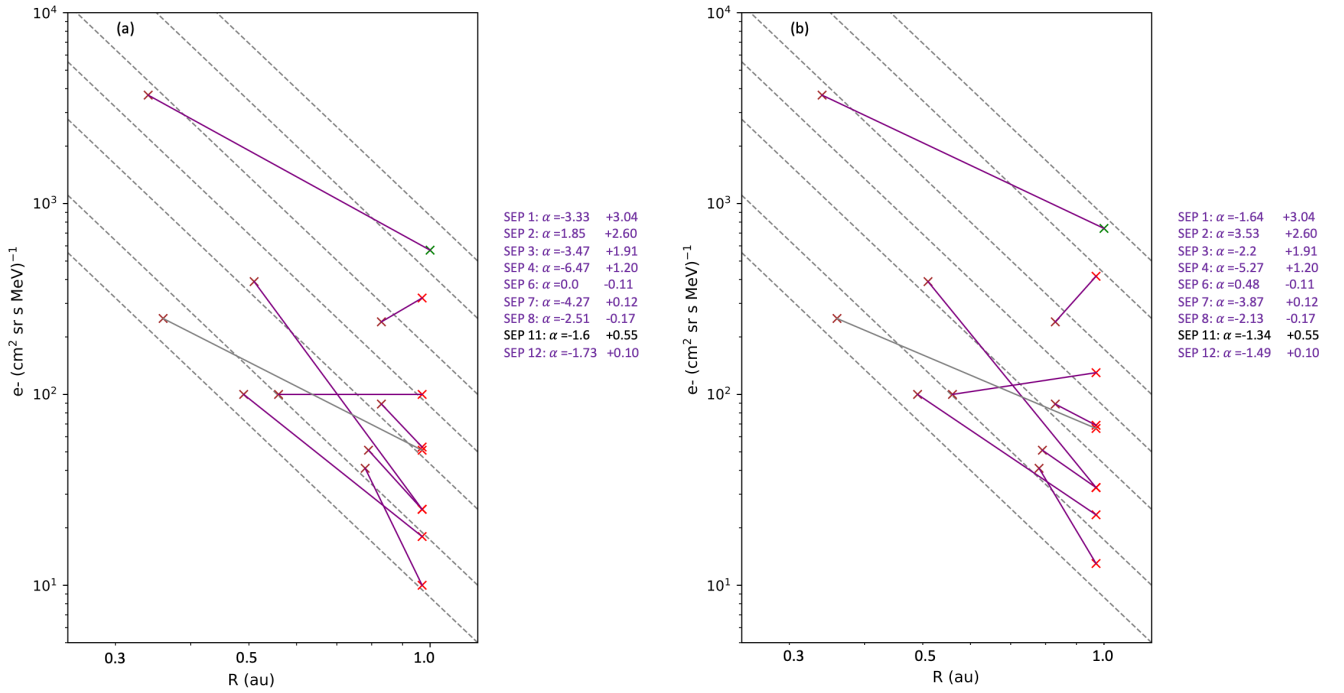 (a)
10^4
10^3
10^2
10^1
e- (cm^2 sr s MeV)^−1
0.3 0.5 1.0
R (au)
SEP 1: α =-3.33 +3.04
SEP 2: α =1.85 +2.60
SEP 3: α =-3.47 +1.91
SEP 4: α =-6.47 +1.20
SEP 6: α =0.0 -0.11
SEP 7: α =-4.27 +0.12
SEP 8: α =-2.51 -0.17
SEP 11: α =-1.6 +0.55
SEP 12: α =-1.73 +0.10
(b)
10^4
10^3
10^2
10^1
e- (cm^2 sr s MeV)^−1
0.3 0.5 1.0
R (au)
SEP 1: α =-1.64 +3.04
SEP 2: α =3.53 +2.60
SEP 3: α =-2.2 +1.91
SEP 4: α =-5.27 +1.20
SEP 6: α =0.48 -0.11
SEP 7: α =-3.87 +0.12
SEP 8: α =-2.13 -0.17
SEP 11: α =-1.34 +0.55
SEP 12: α =-1.49 +0.10